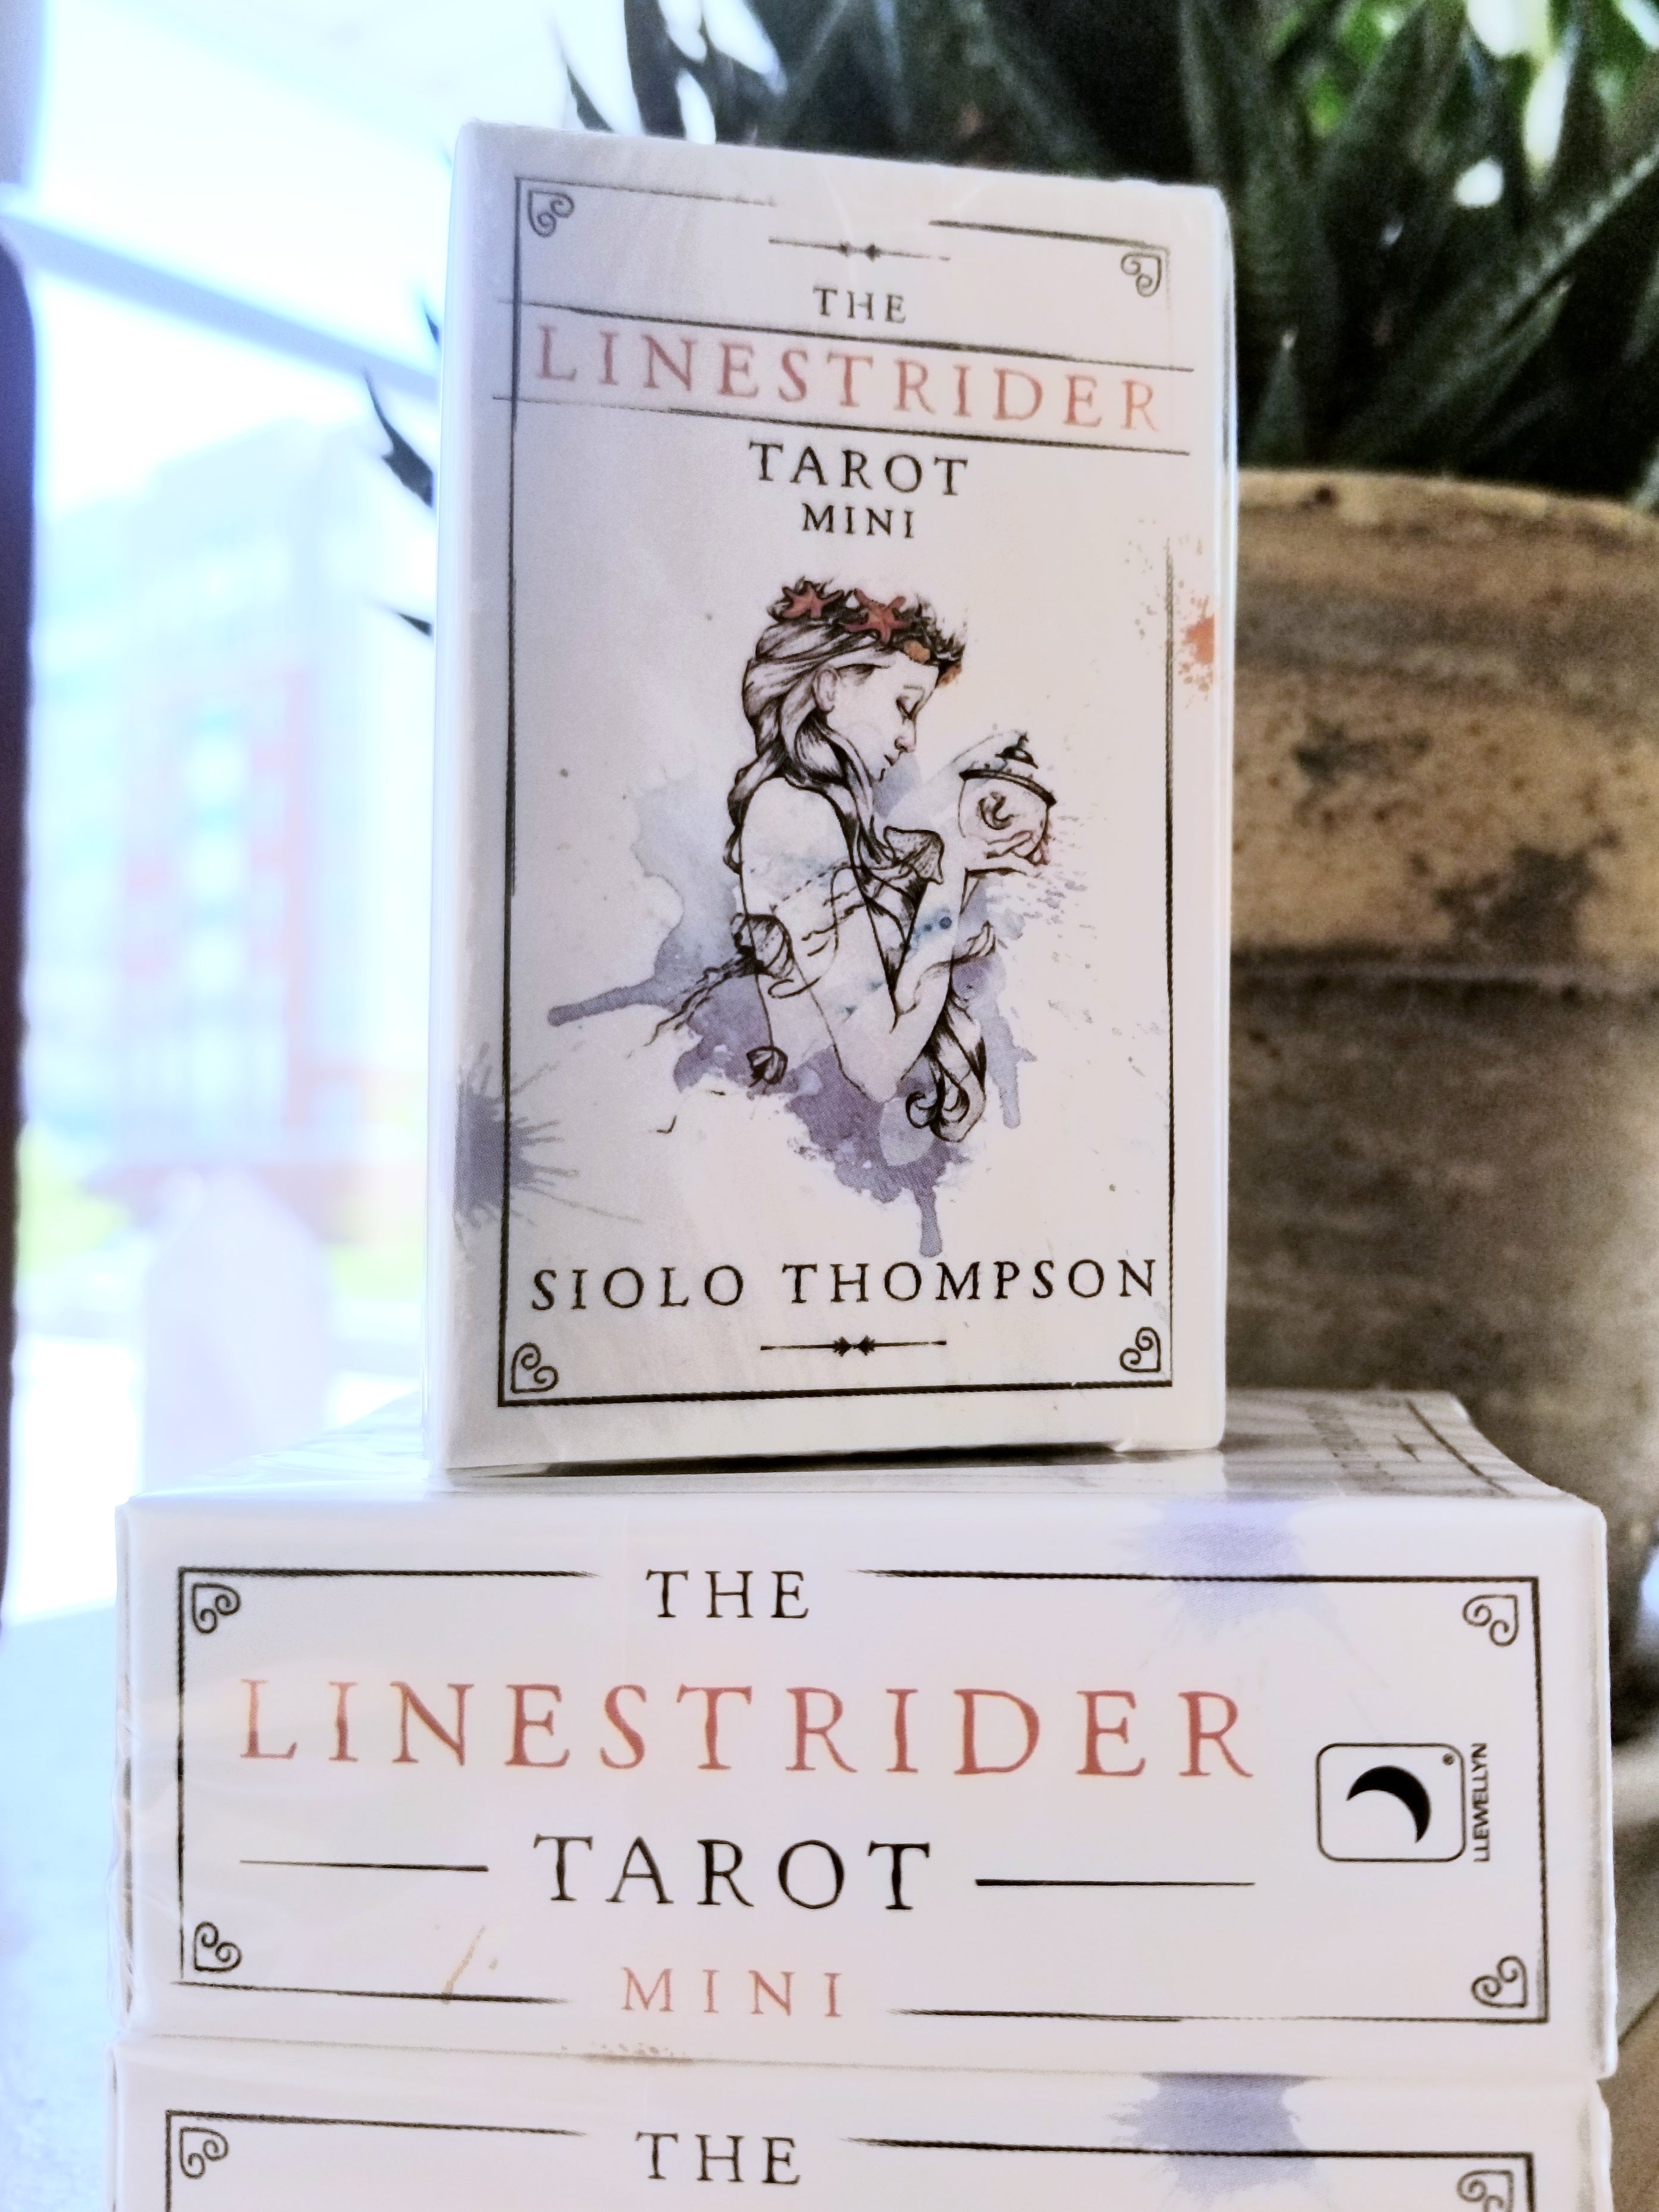 THE
LINESTRIDER
TAROT
MINI
SIOLO THOMPSON
THE
LINESTRIDER
TAROT
MINI
®
LLEWELLYN
THE